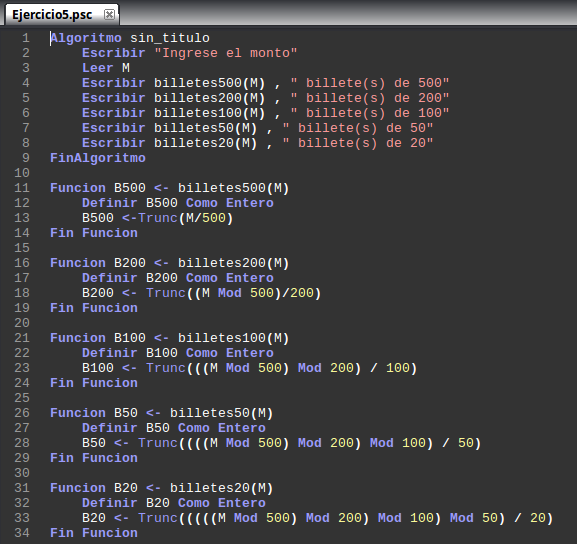 Ejercicio5.psc
1 Algoritmo sin_titulo
2 Escribir "Ingrese el monto"
3 Leer M
4 Escribir billetes500(M) , " billete(s) de 500"
5 Escribir billetes200(M) , " billete(s) de 200"
6 Escribir billetes100(M) , " billete(s) de 100"
7 Escribir billetes50(M) , " billete(s) de 50"
8 Escribir billetes20(M) , " billete(s) de 20"
9 FinAlgoritmo
10
11 Funcion B500 <- billetes500(M)
12 Definir B500 Como Entero
13 B500 <-Trunc(M/500)
14 Fin Funcion
15
16 Funcion B200 <- billetes200(M)
17 Definir B200 Como Entero
18 B200 <- Trunc((M Mod 500)/200)
19 Fin Funcion
20
21 Funcion B100 <- billetes100(M)
22 Definir B100 Como Entero
23 B100 <- Trunc(((M Mod 500) Mod 200) / 100)
24 Fin Funcion
25
26 Funcion B50 <- billetes50(M)
27 Definir B50 Como Entero
28 B50 <- Trunc((((M Mod 500) Mod 200) Mod 100) / 50)
29 Fin Funcion
30
31 Funcion B20 <- billetes20(M)
32 Definir B20 Como Entero
33 B20 <- Trunc(((((M Mod 500) Mod 200) Mod 100) Mod 50) / 20)
34 Fin Funcion